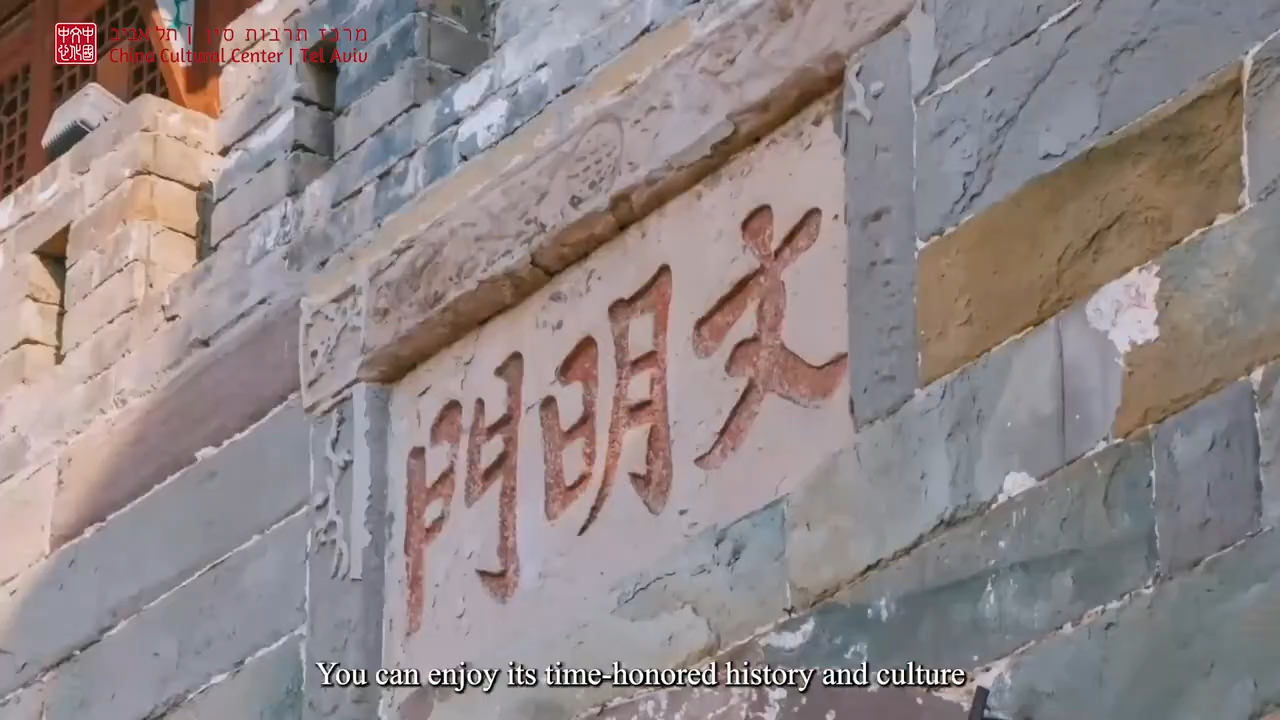 מרכז תרבות סין | תל אביב
China Cultural Center | Tel Aviv
門明文
You can enjoy its time-honored history and culture